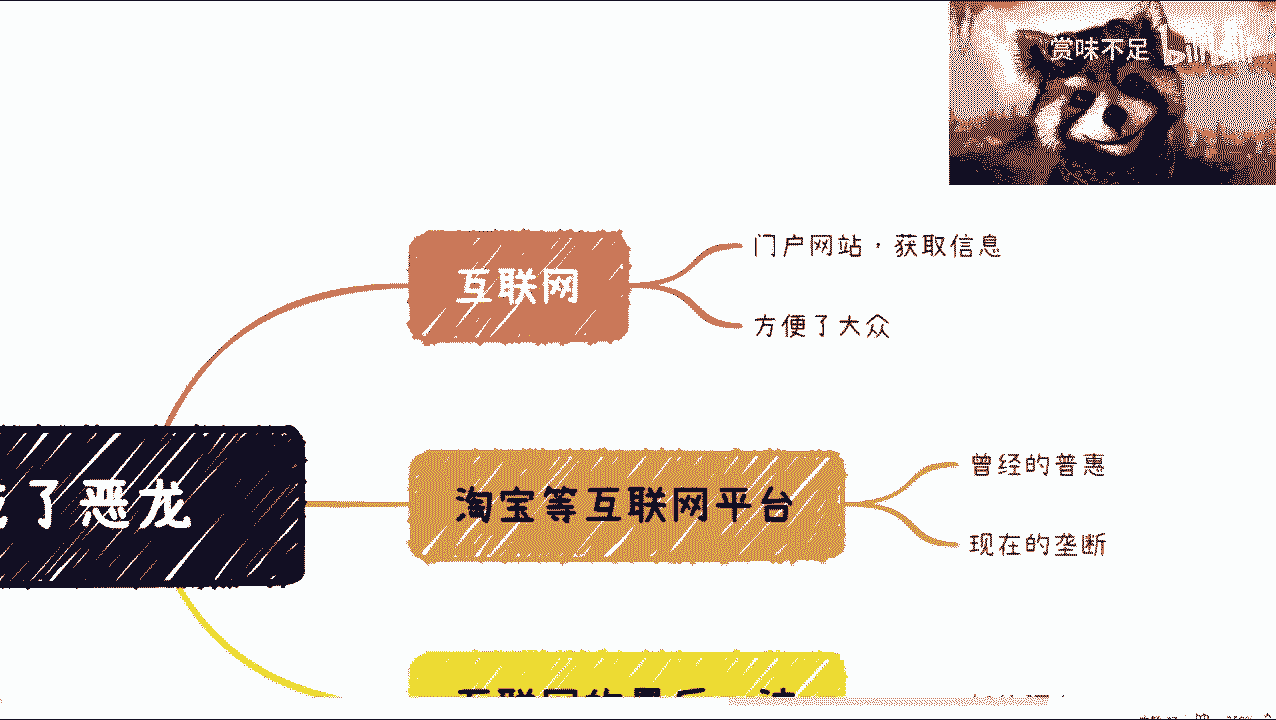 赏味不足 bilibili
互联网
门户网站，获取信息
方便了大众
了恶龙
淘宝等互联网平台
曾经的普惠
现在的垄断